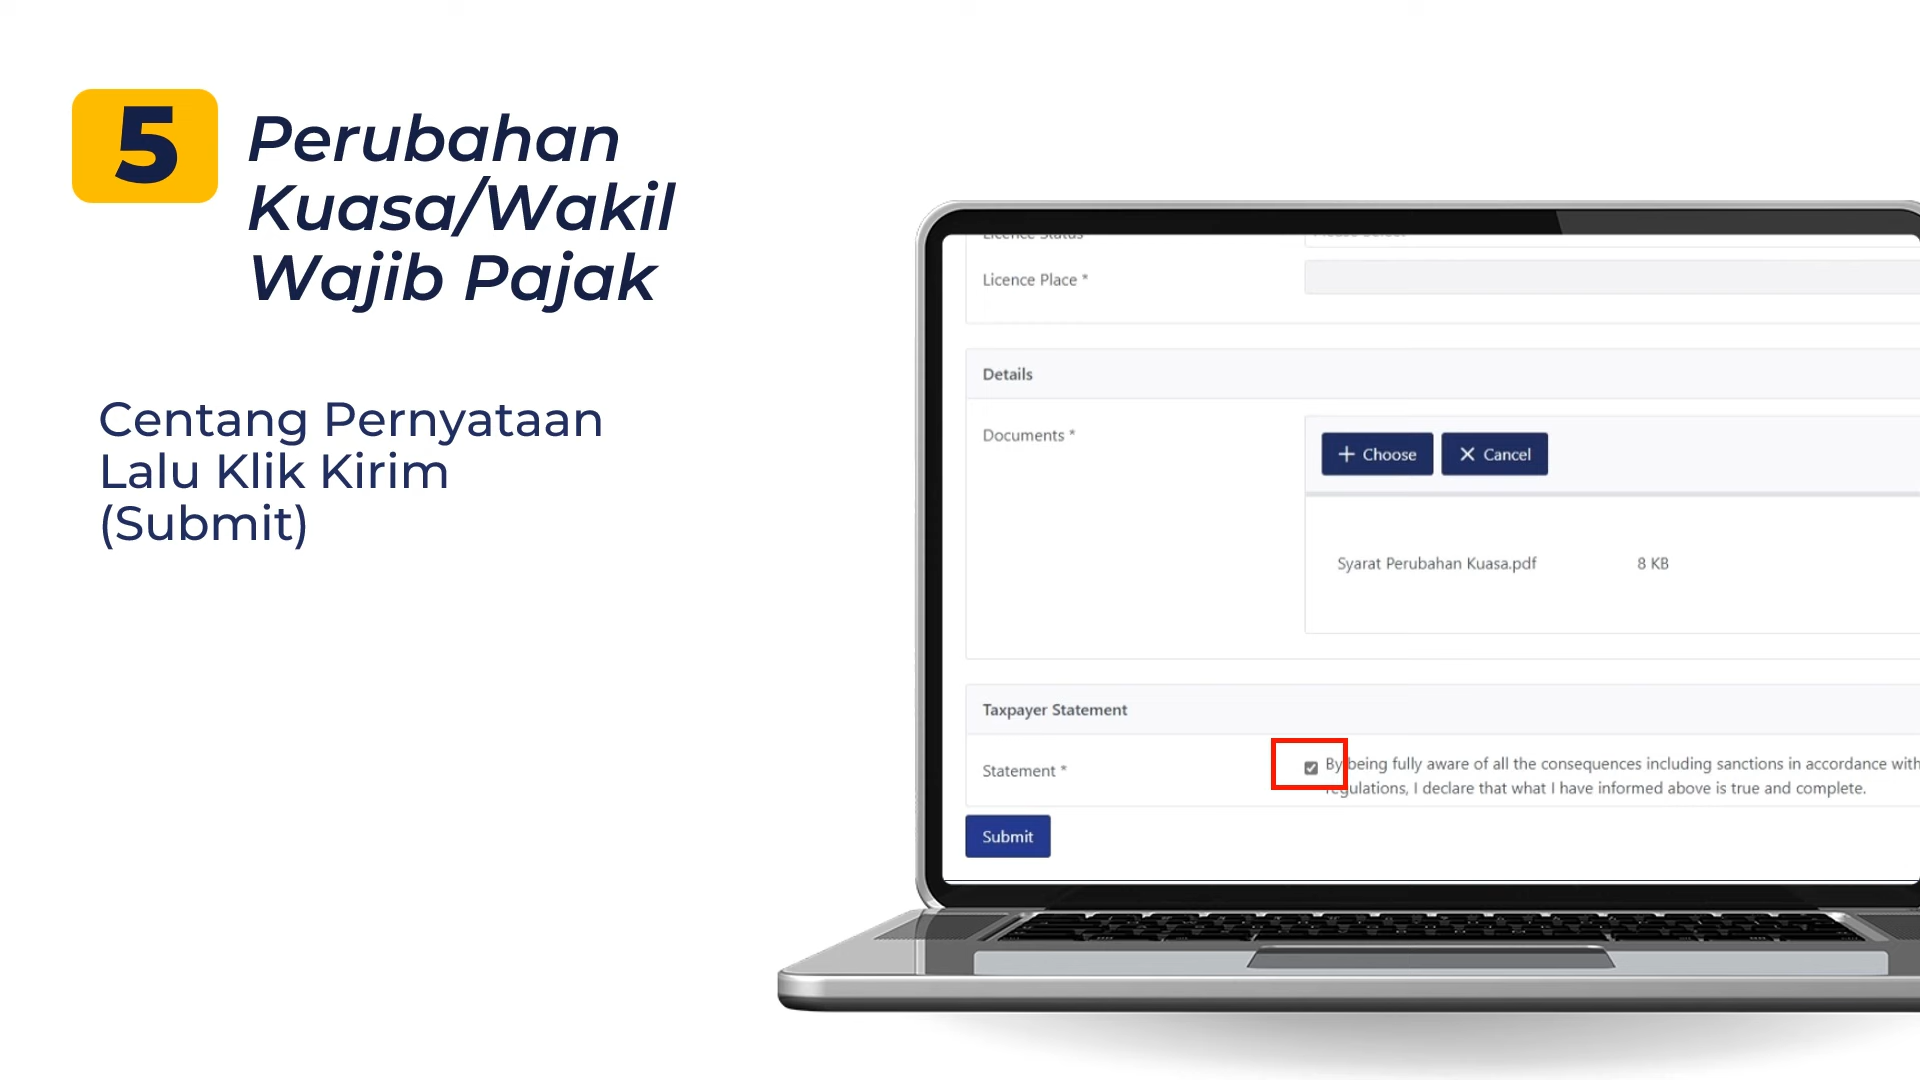 5
Perubahan
Kuasa/Wakil
Wajib Pajak
Centang Pernyataan
Lalu Klik Kirim
(Submit)
Licence Place *
Details
Documents *
Choose
Cancel
Syarat Perubahan Kuasa.pdf 8 KB
Taxpayer Statement
Statement *
By being fully aware of all the consequences including sanctions in accordance with
regulations, I declare that what I have informed above is true and complete.
Submit